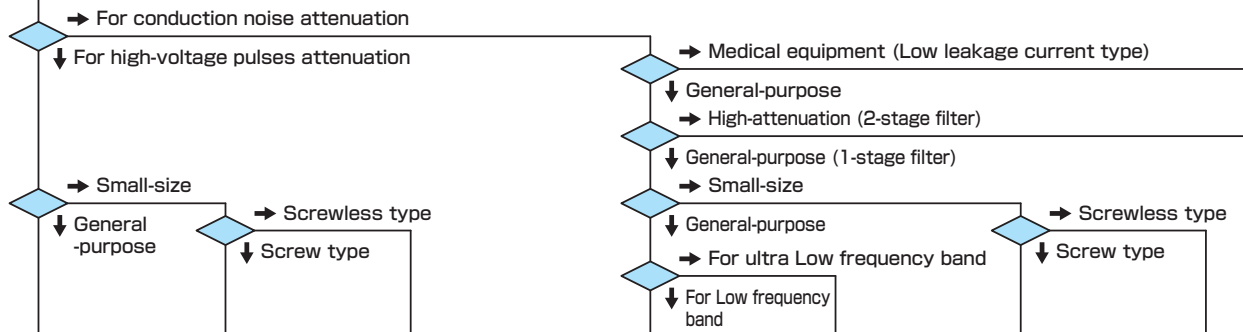 For conduction noise attenuation
For high-voltage pulses attenuation
Medical equipment (Low leakage current type)
General-purpose
High-attenuation (2-stage filter)
General-purpose (1-stage filter)
Small-size
General
-purpose
Screwless type
Screw type
Small-size
General-purpose
Screwless type
Screw type
For ultra Low frequency band
For Low frequency
band